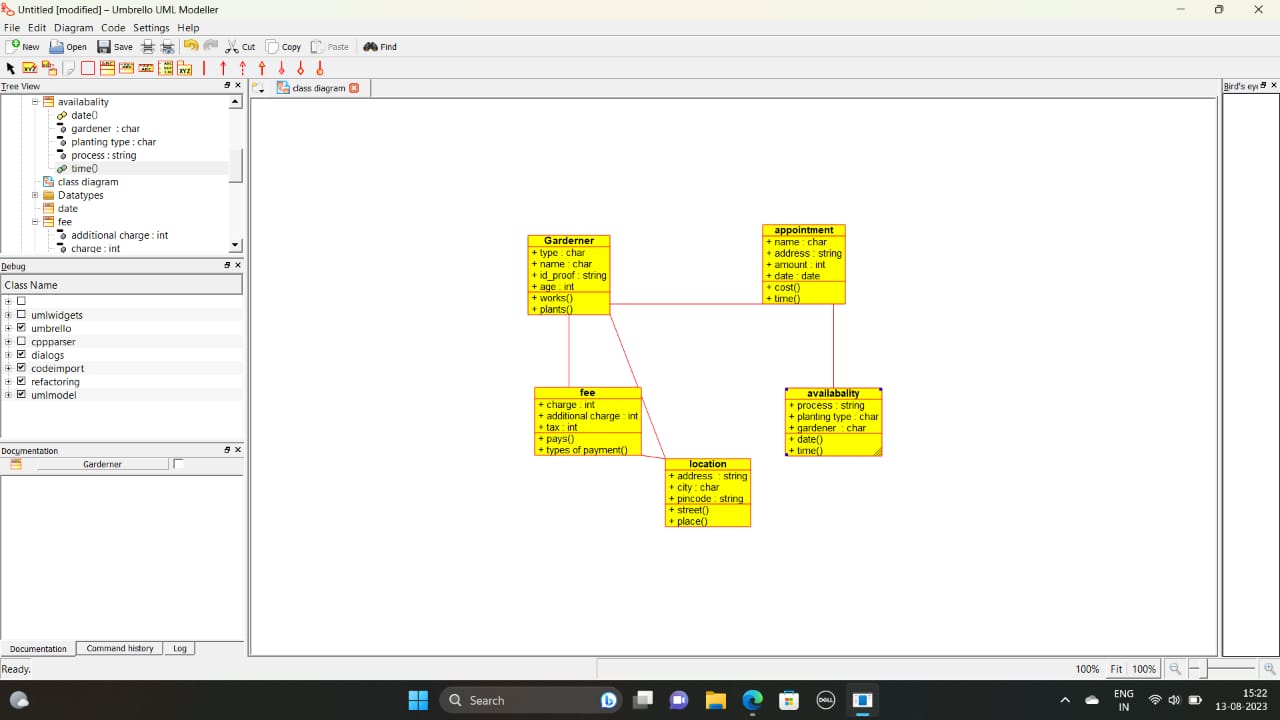 Untitled [modified] – Umbrello UML Modeller
File Edit Diagram Code Settings Help
New Open Save Cut Copy Paste Find
Tree View
availabality
date()
gardener : char
planting type : char
process : string
time()
class diagram
Datatypes
date
fee
additional charge : int
charge : int
Debug
Class Name
umlwidgets
umbrello
cppparser
dialogs
codeimport
refactoring
umlmodel
Documentation
Garderner
Documentation Command history Log
Ready.
class diagram
Garderner
+ type : char
+ name : char
+ id_proof : string
+ age : int
+ works()
+ plants()
appointment
+ name : char
+ address : string
+ amount : int
+ date : date
+ cost()
+ time()
fee
+ charge : int
+ additional charge : int
+ tax : int
+ pays()
+ types of payment()
availabality
+ process : string
+ planting type : char
+ gardener : char
+ date()
+ time()
location
+ address : string
+ city : char
+ pincode : string
+ street()
+ place()
Bird's eye
100% Fit 100%
Search
DELL
ENG
IN
15:22
13-08-2023